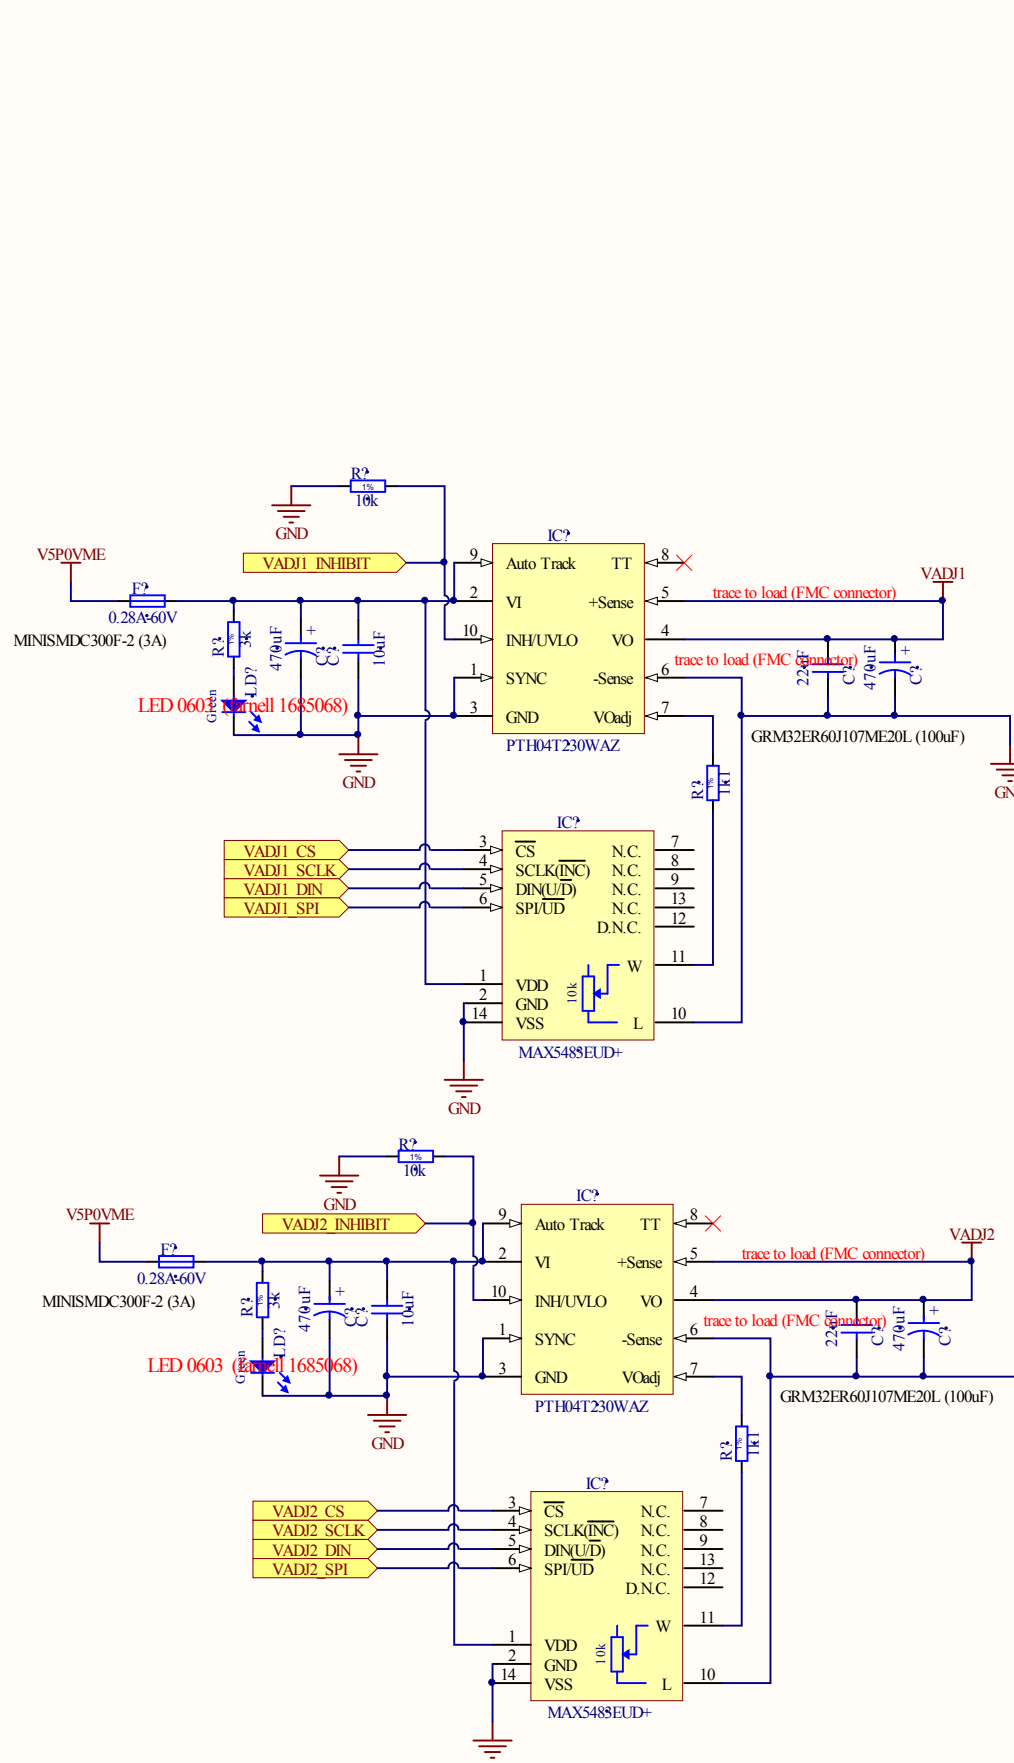 R?
1%
10k
GND
IC?
V5P0VME
VADJ1_INHIBIT
9 Auto Track TT 8
VADJ1
F?
2 VI +Sense 5
trace to load (FMC connector)
0.28A-60V
MINISMDC300F-2 (3A)
R? 1% 3k
470uF + C?
C? 10uF
10 INH/UVLO VO 4
trace to load (FMC connector)
1 SYNC -Sense 6
22uF C?
470uF + C?
Green LD?
LED 0603 (farnell 1685068)
3 GND VOadj 7
PTH04T230WAZ
GRM32ER60J107ME20L (100uF)
GND
R? 1% 1k1
IC?
VADJ1_CS 3 CS N.C. 7
VADJ1_SCLK 4 SCLK(INC) N.C. 8
VADJ1_DIN 5 DIN(U/D) N.C. 9
VADJ1_SPI 6 SPI/UD N.C. 13
D.N.C. 12
W 11
1 VDD
10k
2 GND
14 VSS L 10
MAX5483EUD+
GND
R?
1%
10k
GND
IC?
V5P0VME
VADJ2_INHIBIT
9 Auto Track TT 8
VADJ2
F?
2 VI +Sense 5
trace to load (FMC connector)
0.28A-60V
MINISMDC300F-2 (3A)
R? 1% 3k
470uF + C?
C? 10uF
10 INH/UVLO VO 4
trace to load (FMC connector)
1 SYNC -Sense 6
22uF C?
470uF + C?
Green LD?
LED 0603 (farnell 1685068)
3 GND VOadj 7
PTH04T230WAZ
GRM32ER60J107ME20L (100uF)
GND
R? 1% 1k1
IC?
VADJ2_CS 3 CS N.C. 7
VADJ2_SCLK 4 SCLK(INC) N.C. 8
VADJ2_DIN 5 DIN(U/D) N.C. 9
VADJ2_SPI 6 SPI/UD N.C. 13
D.N.C. 12
W 11
1 VDD
10k
2 GND
14 VSS L 10
MAX5483EUD+